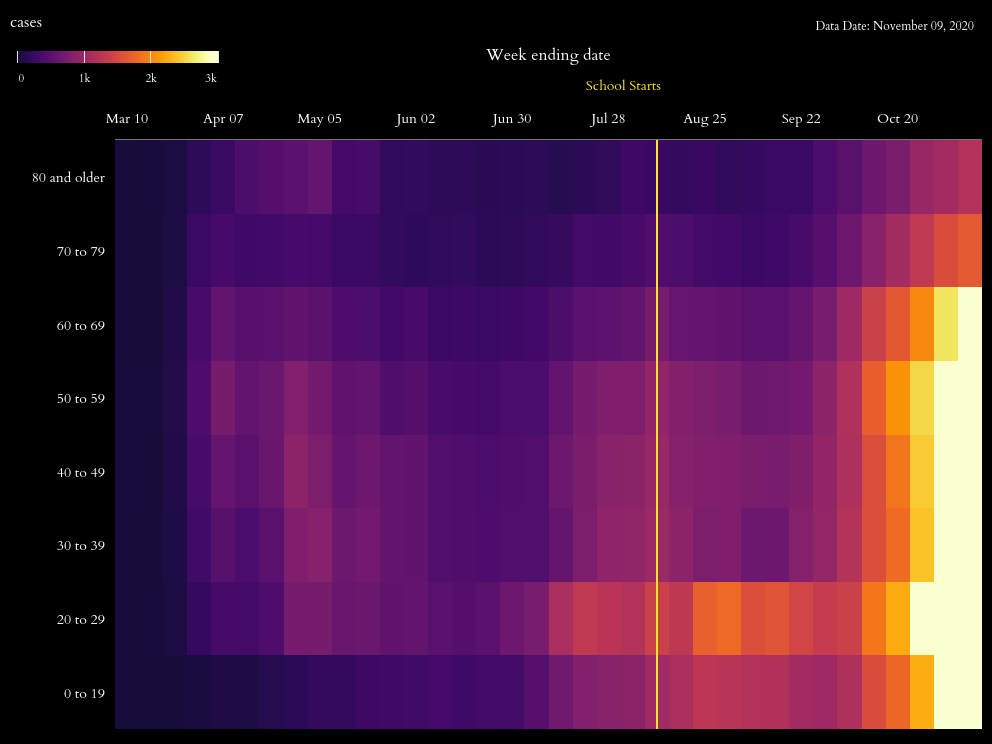 cases
Data Date: November 09, 2020
0 1k 2k 3k
Week ending date
School Starts
Mar 10 Apr 07 May 05 Jun 02 Jun 30 Jul 28 Aug 25 Sep 22 Oct 20
80 and older
70 to 79
60 to 69
50 to 59
40 to 49
30 to 39
20 to 29
0 to 19